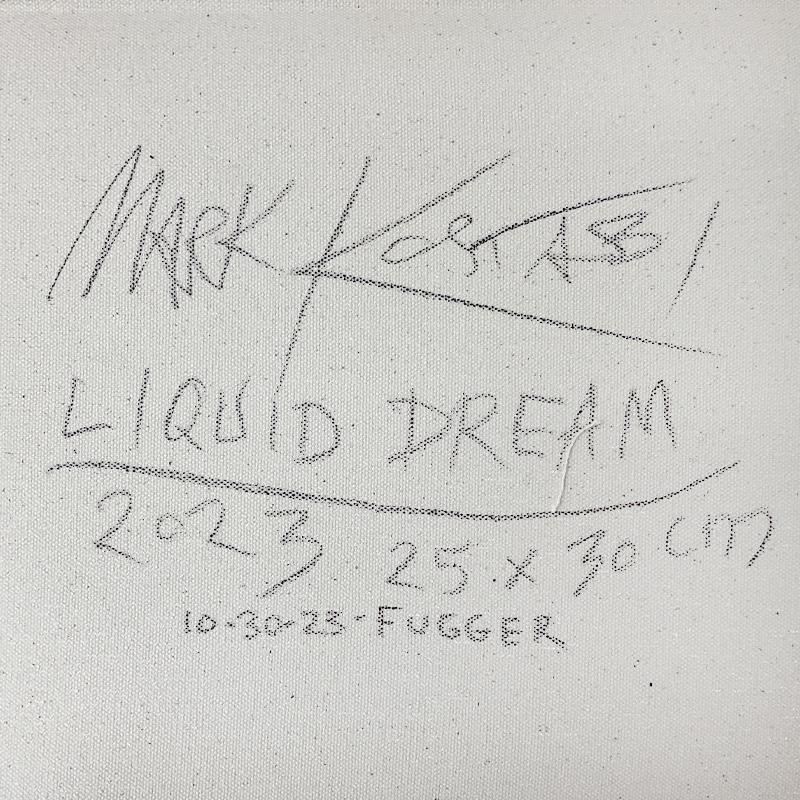 MARK KOSTABI
LIQUID DREAM
2023 25 x 30 cm
10-30-23-FUGGER